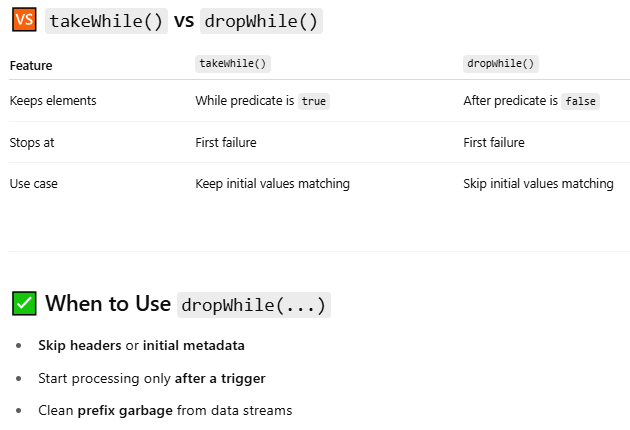 VS takeWhile() vs dropWhile()
Feature takeWhile() dropWhile()
Keeps elements While predicate is true After predicate is false
Stops at First failure First failure
Use case Keep initial values matching Skip initial values matching
✅ When to Use dropWhile(...)
• Skip headers or initial metadata
• Start processing only after a trigger
• Clean prefix garbage from data streams